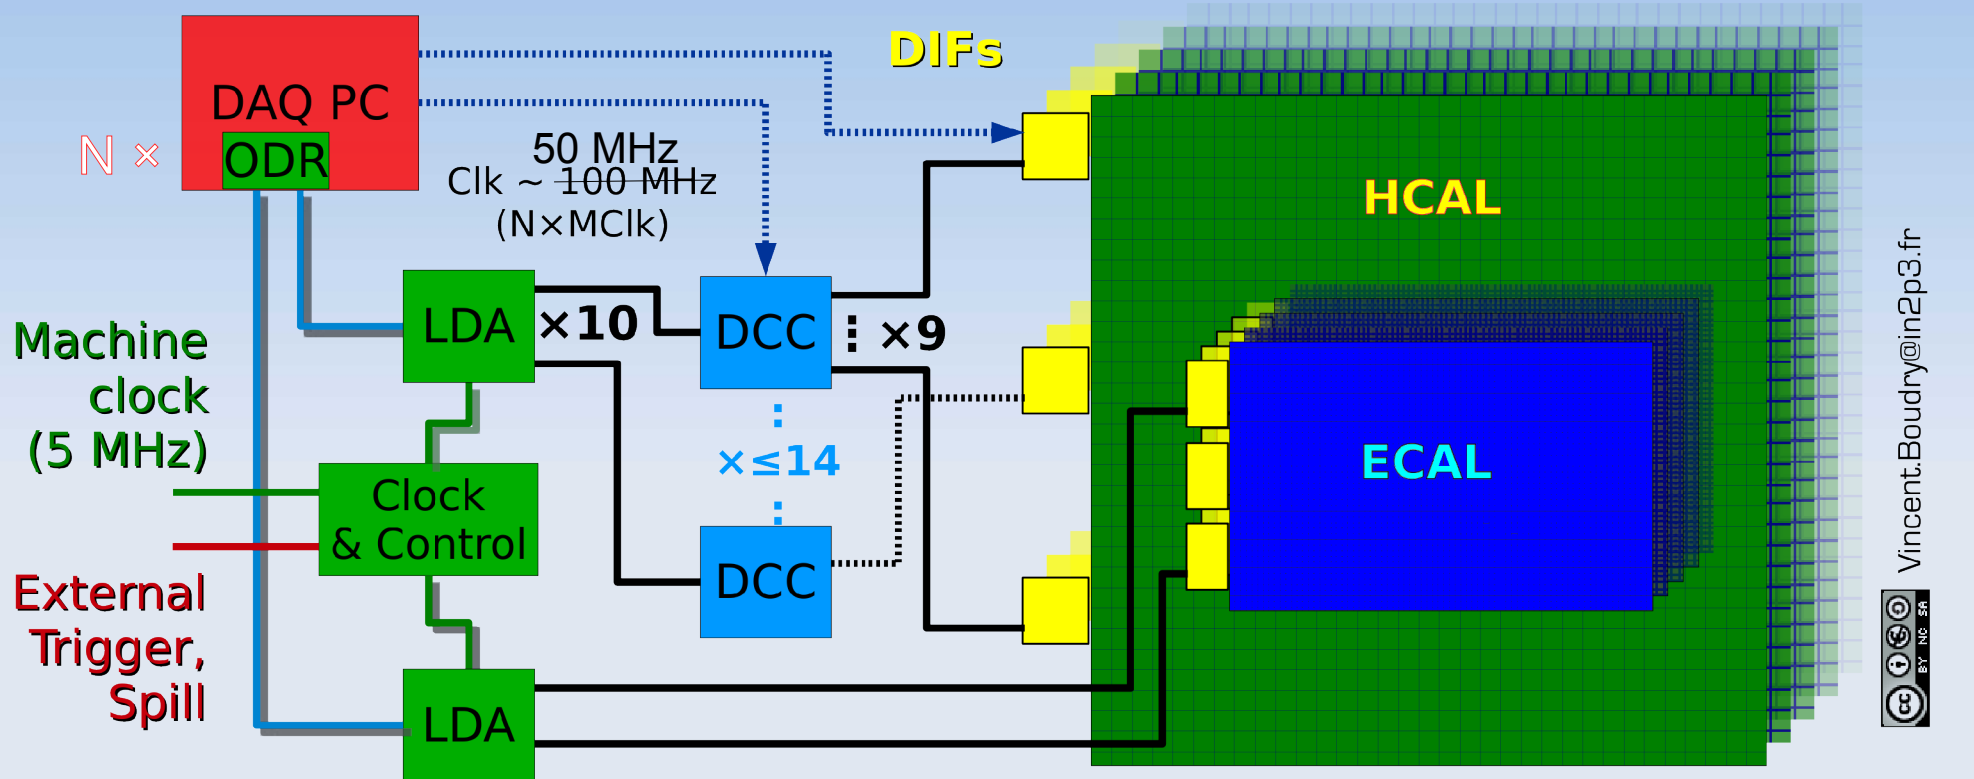 DAQ PC
ODR
N ×
DIFs
50 MHz
Clk ~ 100 MHz
(N×MClk)
HCAL
LDA
×10
DCC
⋮ ×9
Machine
clock
(5 MHz)
×≤14
ECAL
Clock
& Control
DCC
External
Trigger,
Spill
LDA
Vincent.Boudry@in2p3.fr
cc
BY NC SA